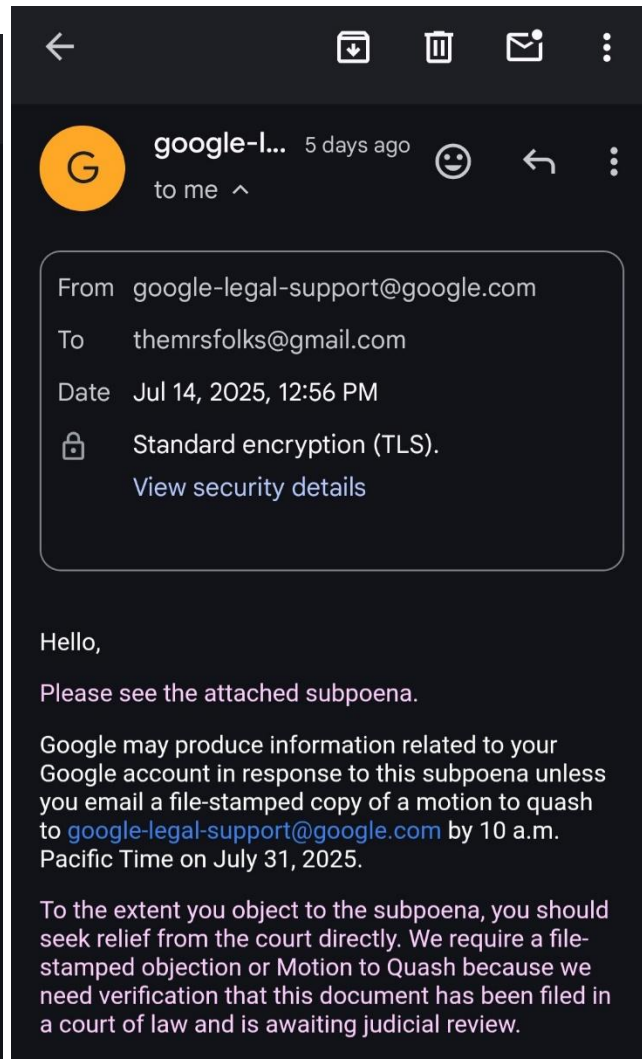 G
google-l... 5 days ago
to me
From google-legal-support@google.com
To themrsfolks@gmail.com
Date Jul 14, 2025, 12:56 PM
Standard encryption (TLS).
View security details
Hello,
Please see the attached subpoena.
Google may produce information related to your
Google account in response to this subpoena unless
you email a file-stamped copy of a motion to quash
to google-legal-support@google.com by 10 a.m.
Pacific Time on July 31, 2025.
To the extent you object to the subpoena, you should
seek relief from the court directly. We require a file-
stamped objection or Motion to Quash because we
need verification that this document has been filed in
a court of law and is awaiting judicial review.